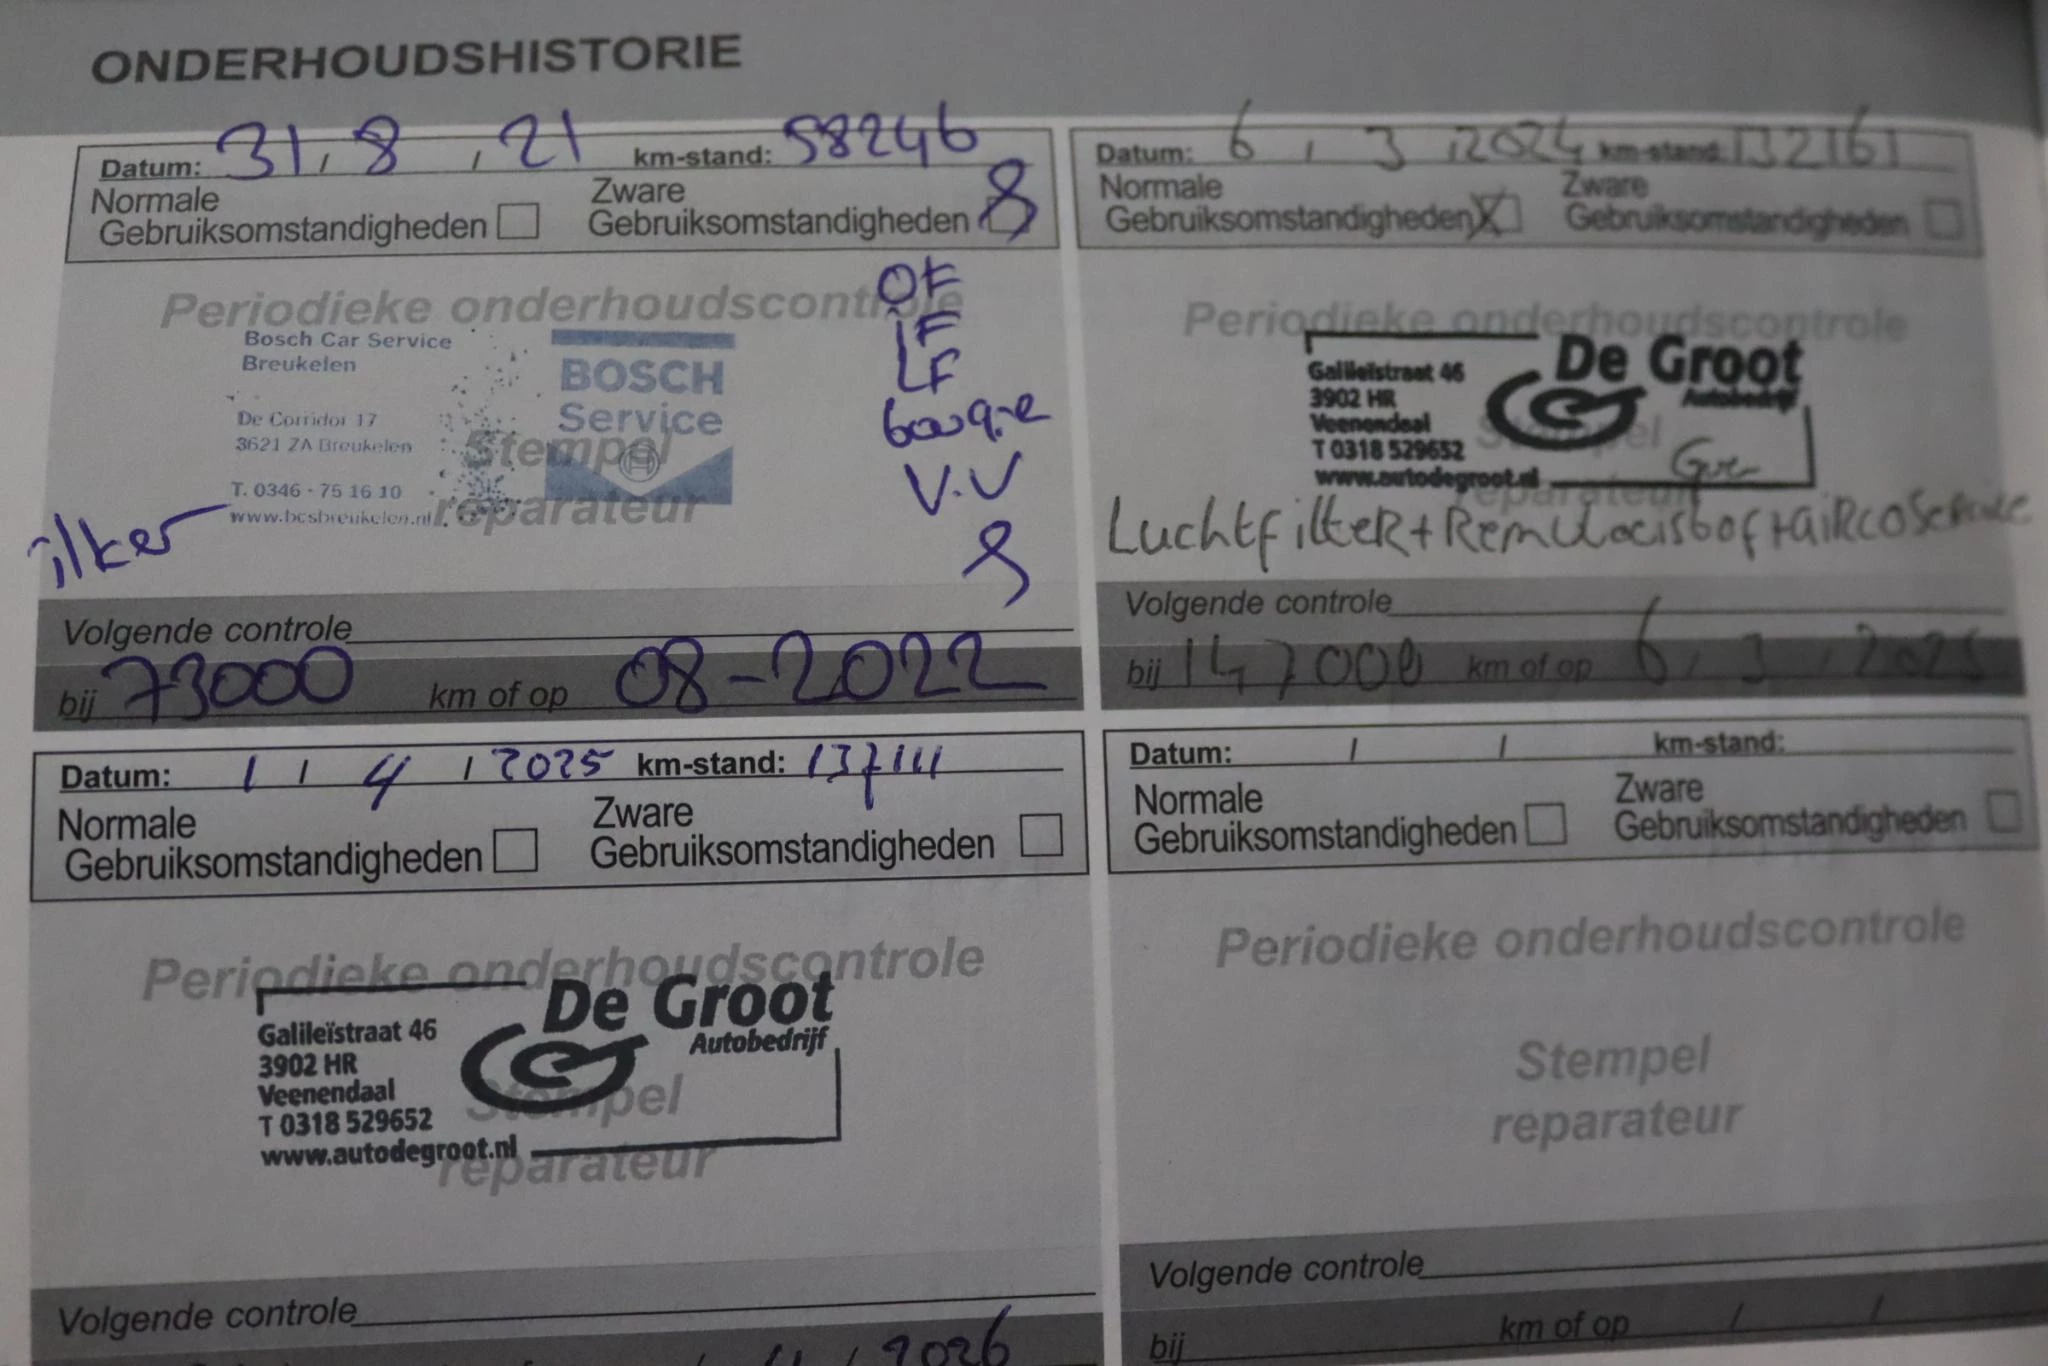 ONDERHOUDSHISTORIE
Datum: 31 / 8 / 21 km-stand: 58246
Normale Gebruiksomstandigheden
Zware Gebruiksomstandigheden
Periodieke onderhoudscontrole
Bosch Car Service
Breukelen
De Corridor 17
3621 ZA Breukelen
T. 0346 - 75 16 10
www.bcsbreukelen.nl
BOSCH
Service
Stempel
reparateur
OF
iF
LF
bougie
V.V
ilker
Volgende controle
bij 73000 km of op 08-2022
Datum: 6 / 3 / 2024 km-stand: 132161
Normale Gebruiksomstandigheden X
Zware Gebruiksomstandigheden
Periodieke onderhoudscontrole
De Groot
Autobedrijf
Galileïstraat 46
3902 HR
Veenendaal
T 0318 529652
www.autodegroot.nl
Stempel
reparateur
Luchtfilter + Remvloeistof + airco Service
Volgende controle
bij 147000 km of op 6 / 3 / 2025
Datum: 1 / 4 / 2025 km-stand: 137111
Normale Gebruiksomstandigheden
Zware Gebruiksomstandigheden
Periodieke onderhoudscontrole
De Groot
Autobedrijf
Galileïstraat 46
3902 HR
Veenendaal
T 0318 529652
www.autodegroot.nl
Stempel
reparateur
Volgende controle
/ 2026
Datum: / / km-stand:
Normale Gebruiksomstandigheden
Zware Gebruiksomstandigheden
Periodieke onderhoudscontrole
Stempel
reparateur
Volgende controle
bij km of op / /